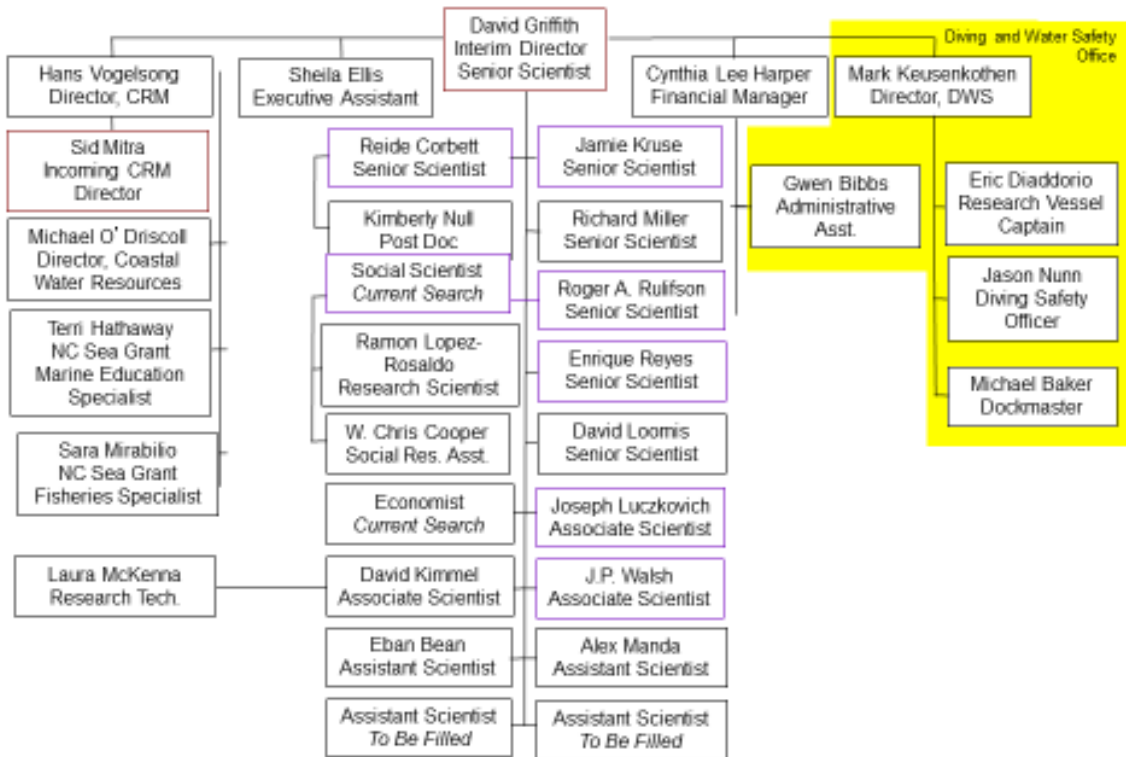 David Griffith
Interim Director
Senior Scientist
Diving and Water Safety
Office
Hans Vogelsong
Director, CRM
Sheila Ellis
Executive Assistant
Cynthia Lee Harper
Financial Manager
Mark Keusenkothen
Director, DWS
Sid Mitra
Incoming CRM
Director
Reide Corbett
Senior Scientist
Jamie Kruse
Senior Scientist
Gwen Bibbs
Administrative
Asst.
Eric Diaddorio
Research Vessel
Captain
Michael O' Driscoll
Director, Coastal
Water Resources
Kimberly Null
Post Doc
Richard Miller
Senior Scientist
Social Scientist
Current Search
Roger A. Rulifson
Senior Scientist
Jason Nunn
Diving Safety
Officer
Terri Hathaway
NC Sea Grant
Marine Education
Specialist
Ramon Lopez-
Rosaldo
Research Scientist
Enrique Reyes
Senior Scientist
Michael Baker
Dockmaster
Sara Mirabilio
NC Sea Grant
Fisheries Specialist
W. Chris Cooper
Social Res. Asst.
David Loomis
Senior Scientist
Economist
Current Search
Joseph Luczkovich
Associate Scientist
Laura McKenna
Research Tech.
David Kimmel
Associate Scientist
J.P. Walsh
Associate Scientist
Eban Bean
Assistant Scientist
Alex Manda
Assistant Scientist
Assistant Scientist
To Be Filled
Assistant Scientist
To Be Filled